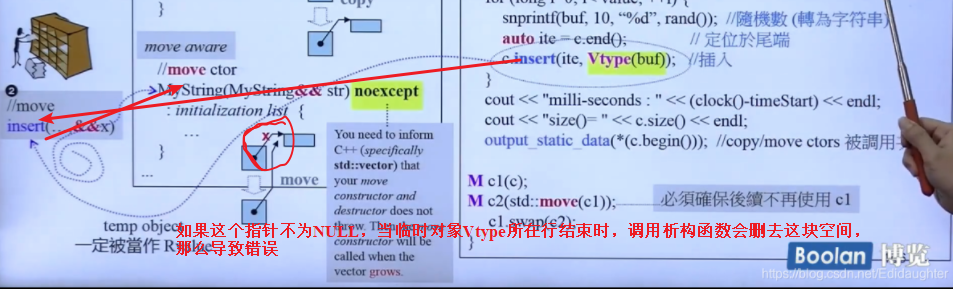 copy
}
move aware
//move ctor
MyString(MyString&& str) noexcept
: initialization list {
...
}
...
❷
//move
insert(... &&x)
x
move
temp object
一定被當作 R
You need to inform
C++ (specifically
std::vector) that
your move
constructor and
destructor does not
throw.
constructor will be
called when the
vector grows.
snprintf(buf, 10, “%d”, rand()); //隨機數 (轉為字符串)
auto ite = c.end(); // 定位於尾端
c.insert(ite, Vtype(buf)); //插入
}
cout << "milli-seconds : " << (clock()-timeStart) << endl;
cout << "size()= " << c.size() << endl;
output_static_data(*(c.begin())); //copy/move ctors 被調用
M c1(c);
M c2(std::move(c1)); 必須確保後續不再使用 c1
c1.swap(c2);
}
如果这个指针不为NULL，当临时对象Vtype所在行结束时，调用析构函数会删去这块空间，
那么导致错误
Boolan 博览
https://blog.csdn.net/Edidaughter